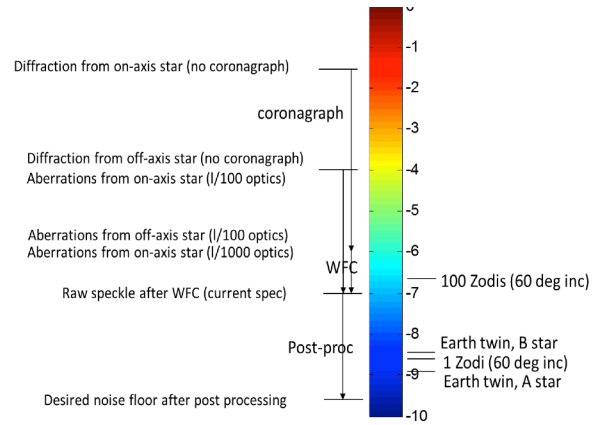 0
Diffraction from on-axis star (no coronagraph)
-1
-2
coronagraph
-3
Diffraction from off-axis star (no coronagraph)
Aberrations from on-axis star (l/100 optics)
-4
-5
Aberrations from off-axis star (l/100 optics)
Aberrations from on-axis star (l/1000 optics)
-6
WFC
100 Zodis (60 deg inc)
Raw speckle after WFC (current spec)
-7
-8
Post-proc
Earth twin, B star
1 Zodi (60 deg inc)
-9
Earth twin, A star
Desired noise floor after post processing
-10